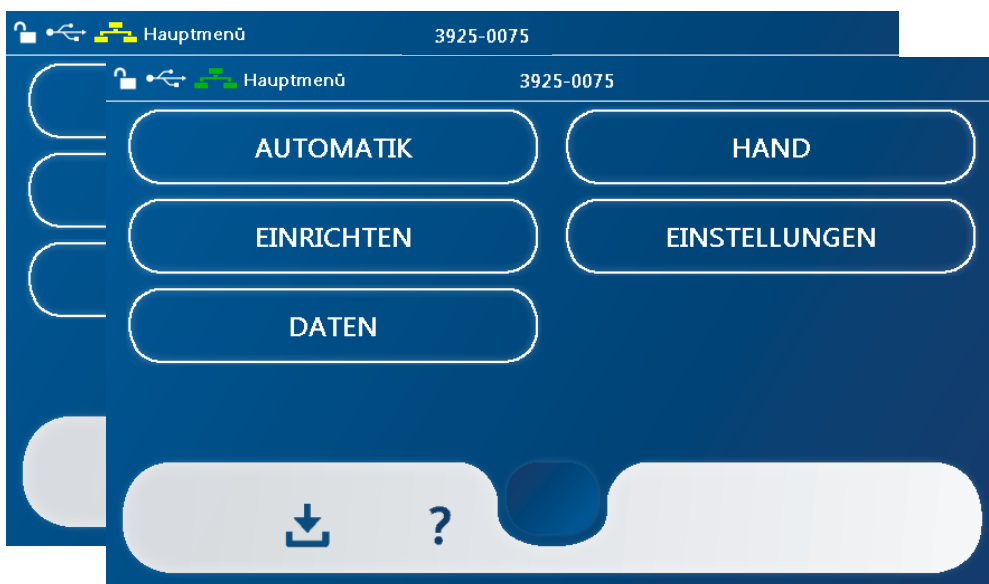 Hauptmenü 3925-0075
Hauptmenü 3925-0075
AUTOMATIK HAND
EINRICHTEN EINSTELLUNGEN
DATEN
?